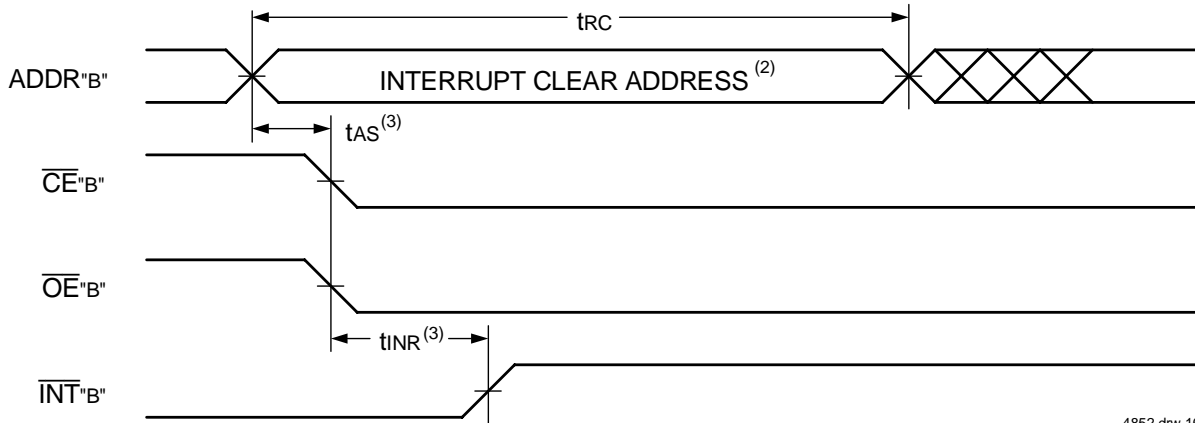 tRC
ADDR"B"
INTERRUPT CLEAR ADDRESS (2)
tAS(3)
CE"B"
OE"B"
tINR(3)
INT"B"